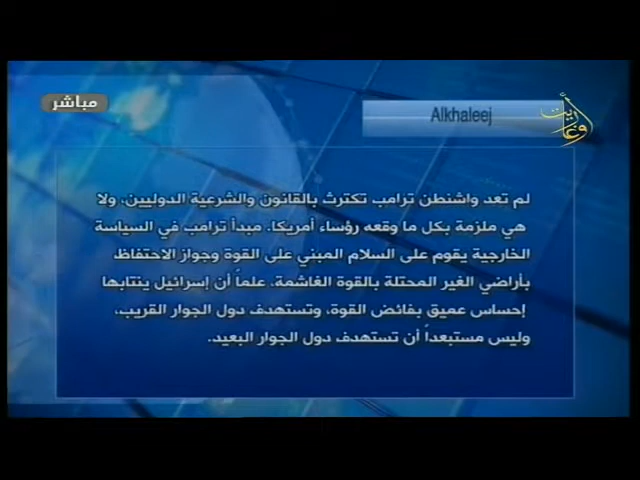 مباشر
Alkhaleej
لم تعد واشنطن ترامب تكترث بالقانون والشرعية الدوليين، ولا
هي ملزمة بكل ما وقعه رؤساء أمريكا. مبدأ ترامب في السياسة
الخارجية يقوم على السلام المبني على القوة وجواز الاحتفاظ
بأراضي الغير المحتلة بالقوة الغاشمة. علماً أن إسرائيل ينتابها
إحساس عميق بفائض القوة، وتستهدف دول الجوار القريب،
وليس مستبعداً أن تستهدف دول الجوار البعيد.